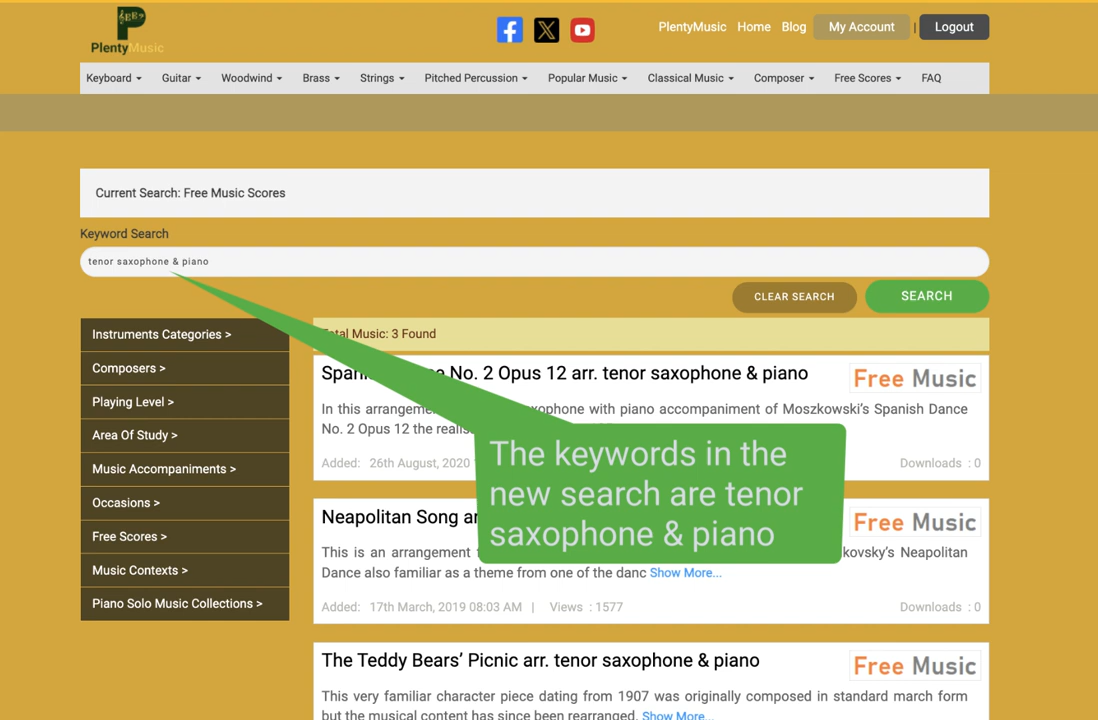 PlentyMusic
PlentyMusic Home Blog My Account | Logout
Keyboard Guitar Woodwind Brass Strings Pitched Percussion Popular Music Classical Music Composer Free Scores FAQ
Current Search: Free Music Scores
Keyword Search
tenor saxophone & piano
CLEAR SEARCH SEARCH
Instruments Categories >
Composers >
Playing Level >
Area Of Study >
Music Accompaniments >
Occasions >
Free Scores >
Music Contexts >
Piano Solo Music Collections >
Music: 3 Found
No. 2 Opus 12 arr. tenor saxophone & piano
Free Music
In this with piano accompaniment of Moszkowski's Spanish Dance
No. 2 Opus 12 the
Added: 26th August, 2020 Downloads : 0
The keywords in the
new search are tenor
saxophone & piano
Neapolitan Song
Free Music
This is an arrangement Neapolitan
Dance also familiar as a theme from one of the danc Show More...
Added: 17th March, 2019 08:03 AM | Views : 1577 Downloads : 0
The Teddy Bears' Picnic arr. tenor saxophone & piano
Free Music
This very familiar character piece dating from 1907 was originally composed in standard march form
but the musical content has since been rearranged. Show More...